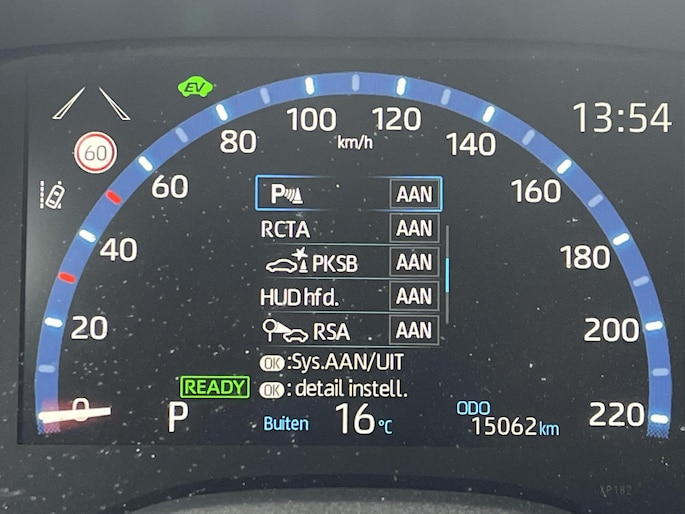 EV
13:54
60
0
20
40
60
80
100
120
140
160
180
200
220
km/h
P AAN
RCTA AAN
PKSB AAN
HUD hfd. AAN
RSA AAN
OK :Sys.AAN/UIT
OK : detail instell.
READY
P
Buiten 16 °C
ODO
15062 km